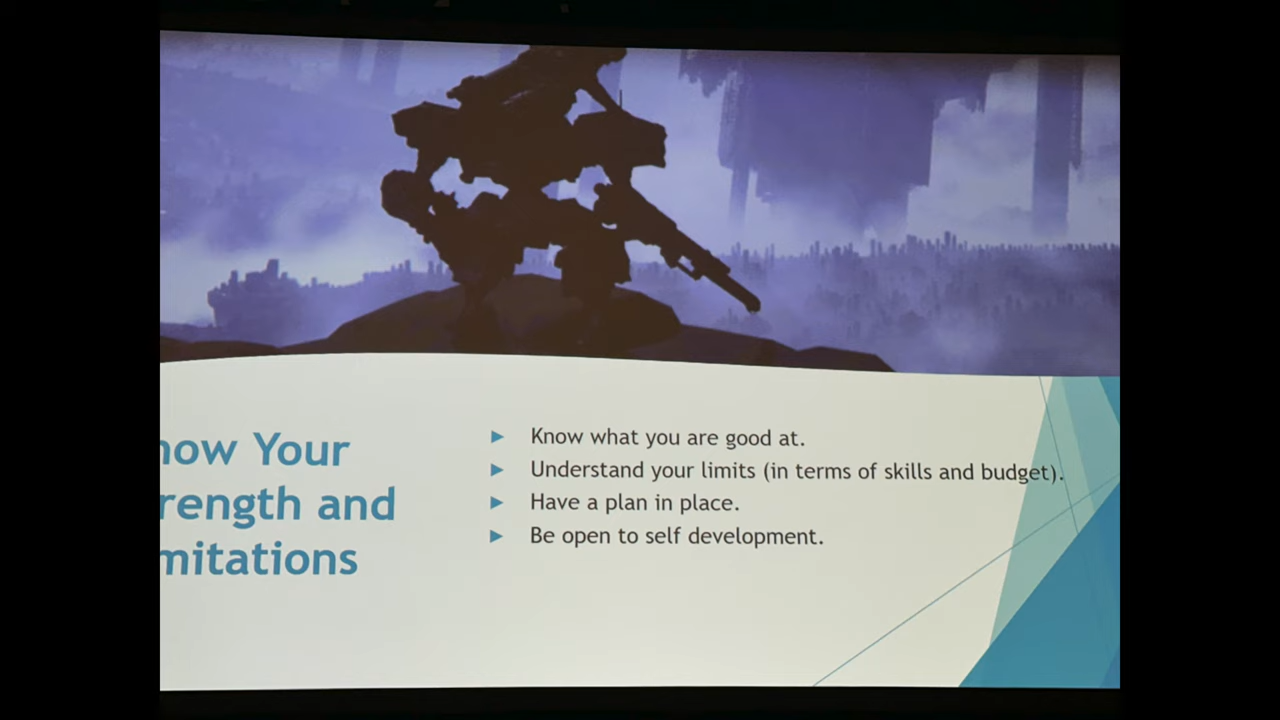 now Your
rength and
mitations
Know what you are good at.
Understand your limits (in terms of skills and budget).
Have a plan in place.
Be open to self development.